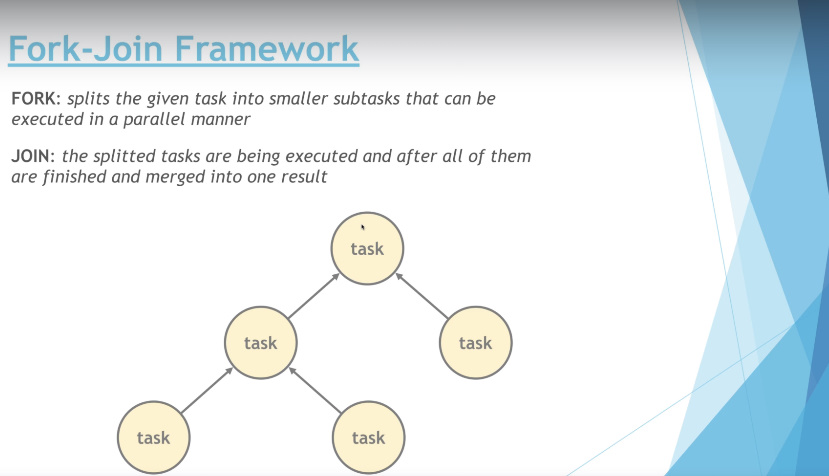 Fork-Join Framework
FORK: splits the given task into smaller subtasks that can be
executed in a parallel manner
JOIN: the splitted tasks are being executed and after all of them
are finished and merged into one result
task
task
task
task
task